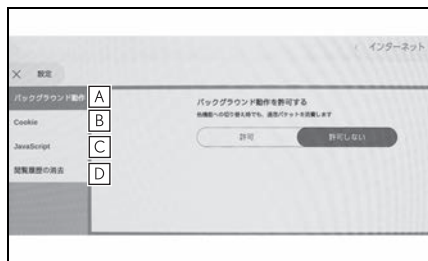 インターネット
設定
バックグラウンド動作 A
Cookie B
JavaScript C
閲覧履歴の消去 D
バックグラウンド動作を許可する
他機能への切り替え時でも、通信パケットを消費します
許可 許可しない